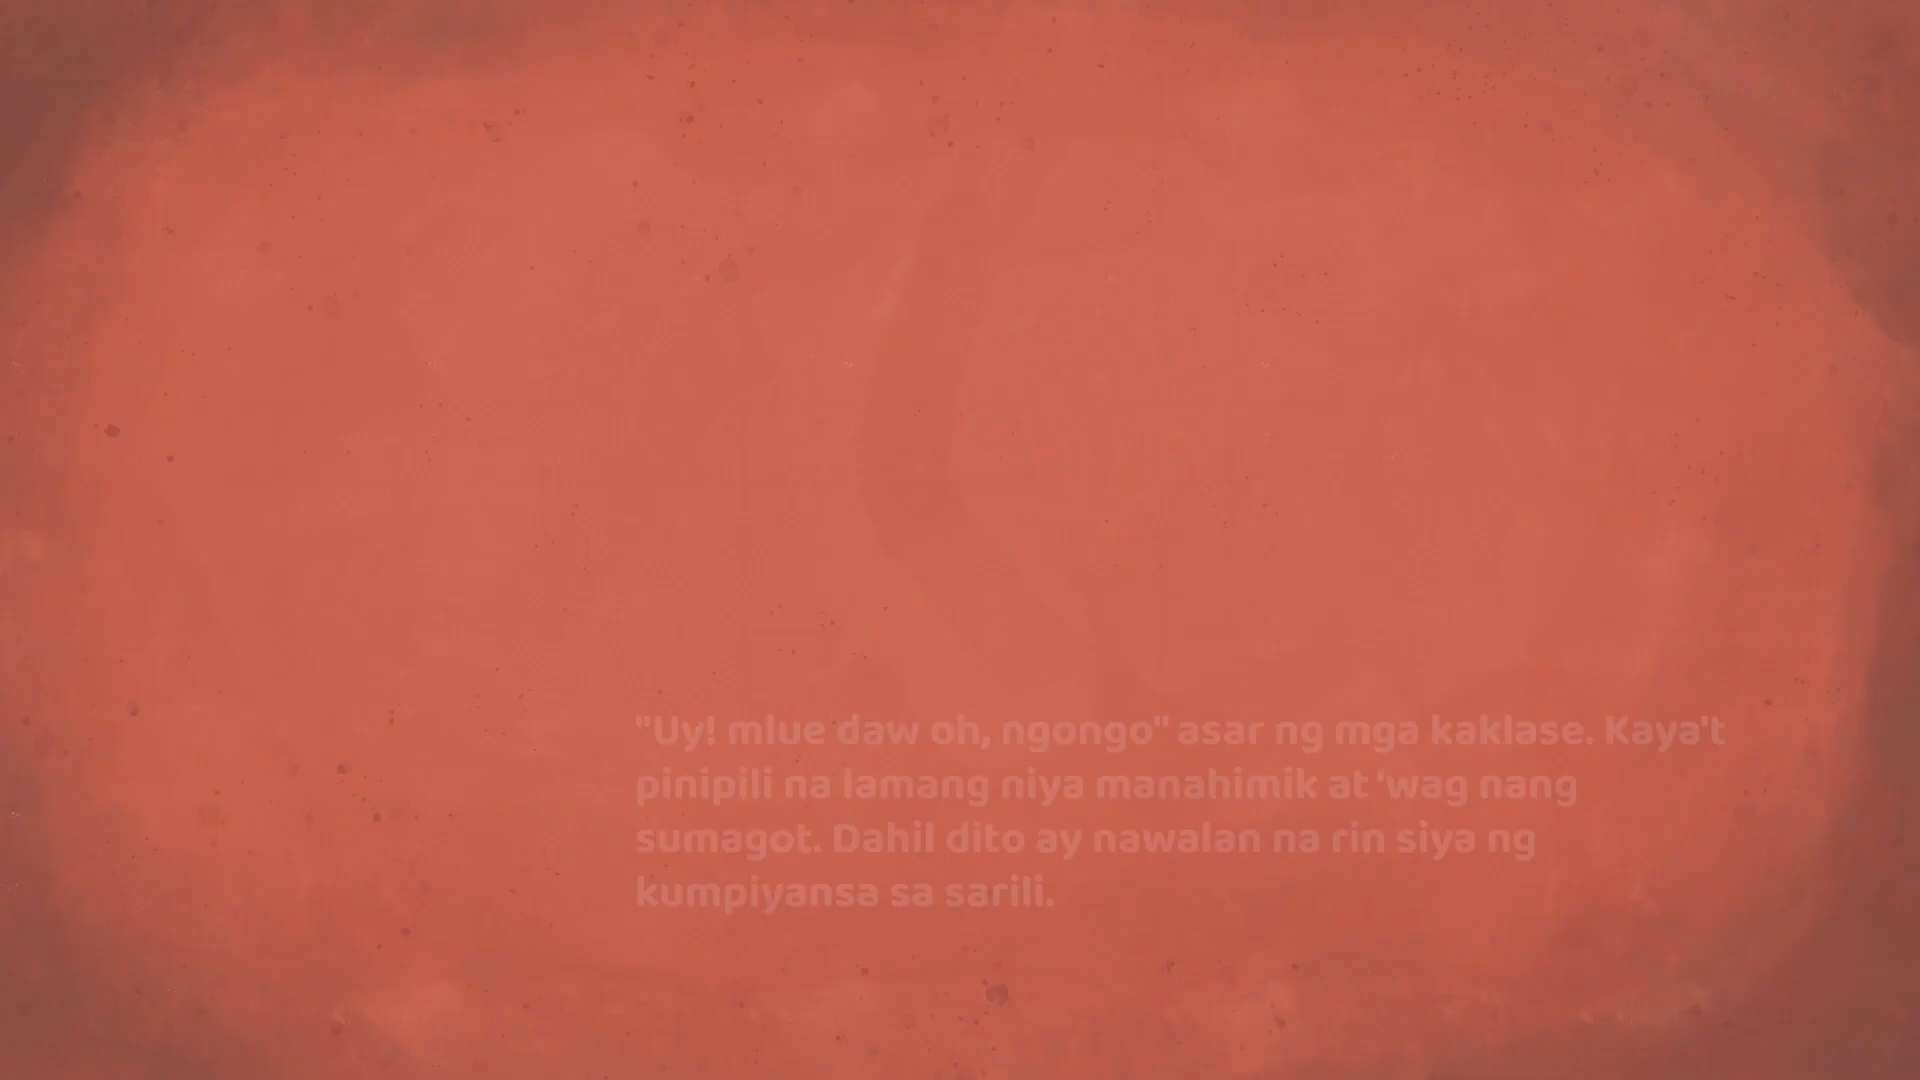 "Uy! mlue daw oh, ngongo" asar ng mga kaklase. Kaya't
pinipili na lamang niya manahimik at ‘wag nang
sumagot. Dahil dito ay nawalan na rin siya ng
kumpiyansa sa sarili.